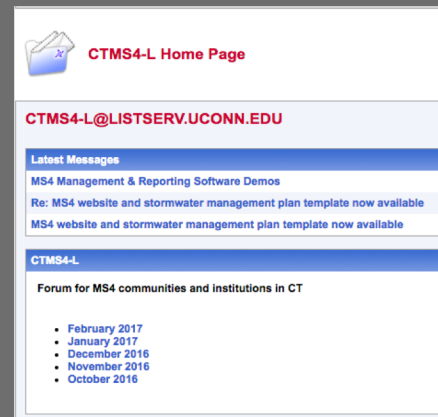 CTMS4-L Home Page
CTMS4-L@LISTSERV.UCONN.EDU
Latest Messages
MS4 Management & Reporting Software Demos
Re: MS4 website and stormwater management plan template now available
MS4 website and stormwater management plan template now available
CTMS4-L
Forum for MS4 communities and institutions in CT
• February 2017
• January 2017
• December 2016
• November 2016
• October 2016